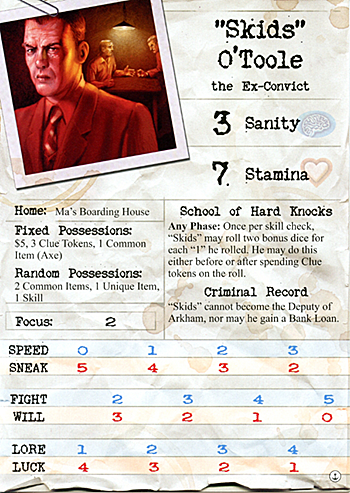 "Skids"
O'Toole
the Ex-Convict
3 Sanity
7 Stamina
Home: Ma's Boarding House
Fixed Possessions:
$5, 3 Clue Tokens, 1 Common
Item (Axe)
Random Possessions:
2 Common Items, 1 Unique Item,
1 Skill
Focus: 2
School of Hard Knocks
Any Phase: Once per skill check,
"Skids" may roll two bonus dice for
each "1" he rolled. He may do this
either before or after spending Clue
tokens on the roll.
Criminal Record
"Skids" cannot become the Deputy of
Arkham, nor may he gain a Bank Loan.
SPEED 0 1 2 3
SNEAK 5 4 3 2
FIGHT 2 3 4 5
WILL 3 2 1 0
LORE 1 2 3 4
LUCK 4 3 2 1